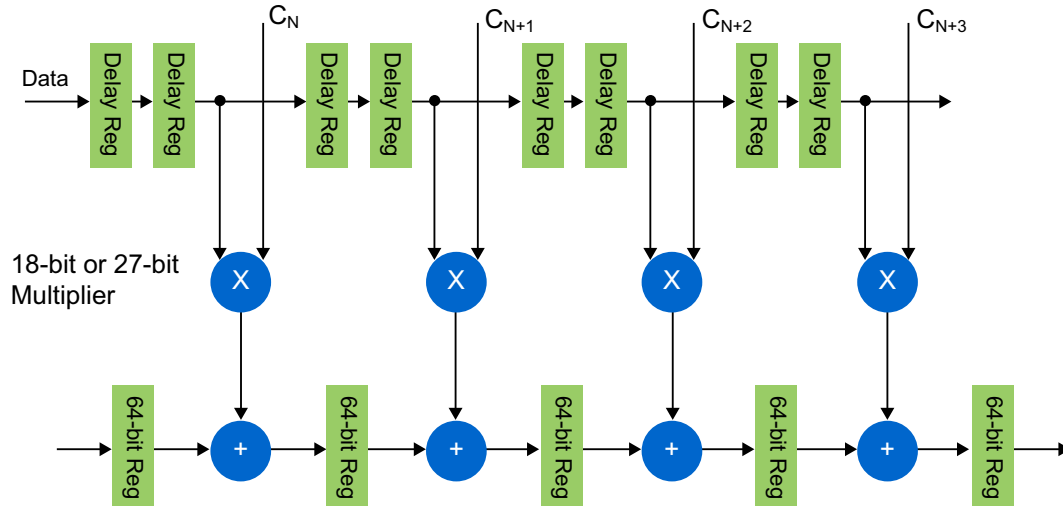 C_N C_N+1 C_N+2 C_N+3
Data
Delay Reg
Delay Reg
Delay Reg
Delay Reg
Delay Reg
Delay Reg
Delay Reg
Delay Reg
18-bit or 27-bit
Multiplier
X X X X
64-bit Reg
+
64-bit Reg
+
64-bit Reg
+
64-bit Reg
+
64-bit Reg